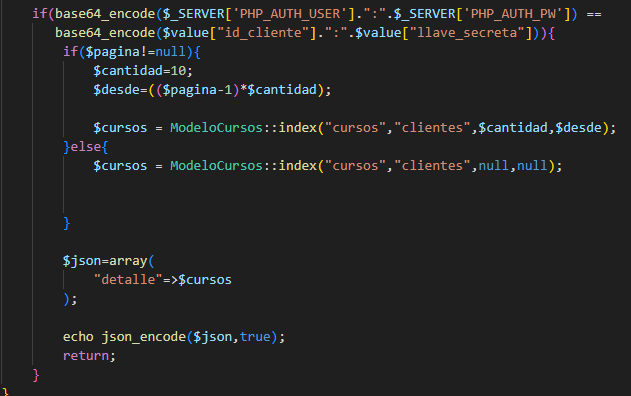 if(base64_encode($_SERVER['PHP_AUTH_USER'].":".$_SERVER['PHP_AUTH_PW']) ==
base64_encode($value["id_cliente"].":".$value["llave_secreta"])){
if($pagina!=null){
$cantidad=10;
$desde=(($pagina-1)*$cantidad);
$cursos = ModeloCursos::index("cursos","clientes",$cantidad,$desde);
}else{
$cursos = ModeloCursos::index("cursos","clientes",null,null);
}
$json=array(
"detalle"=>$cursos
);
echo json_encode($json,true);
return;
}
}